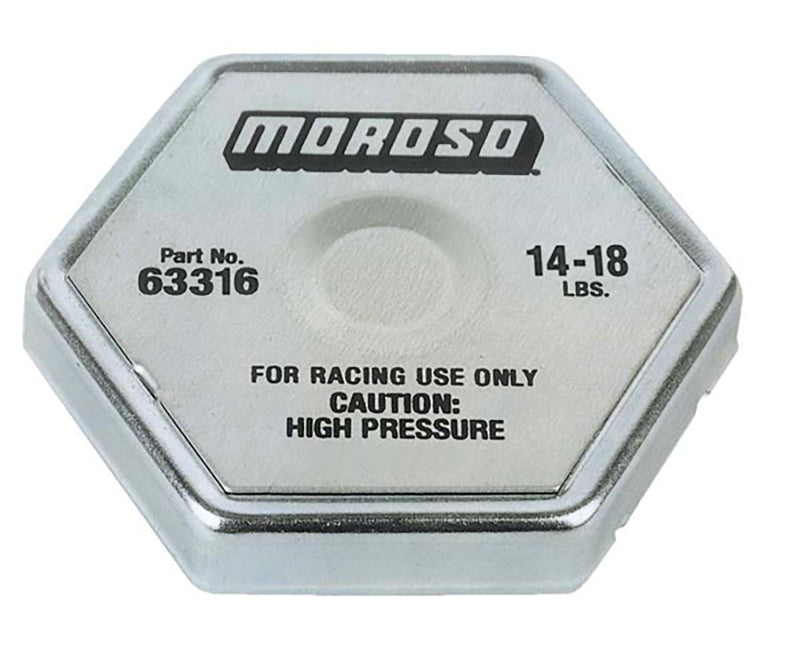 MOROSO
Part No.
63316
14-18
LBS.
FOR RACING USE ONLY
CAUTION:
HIGH PRESSURE